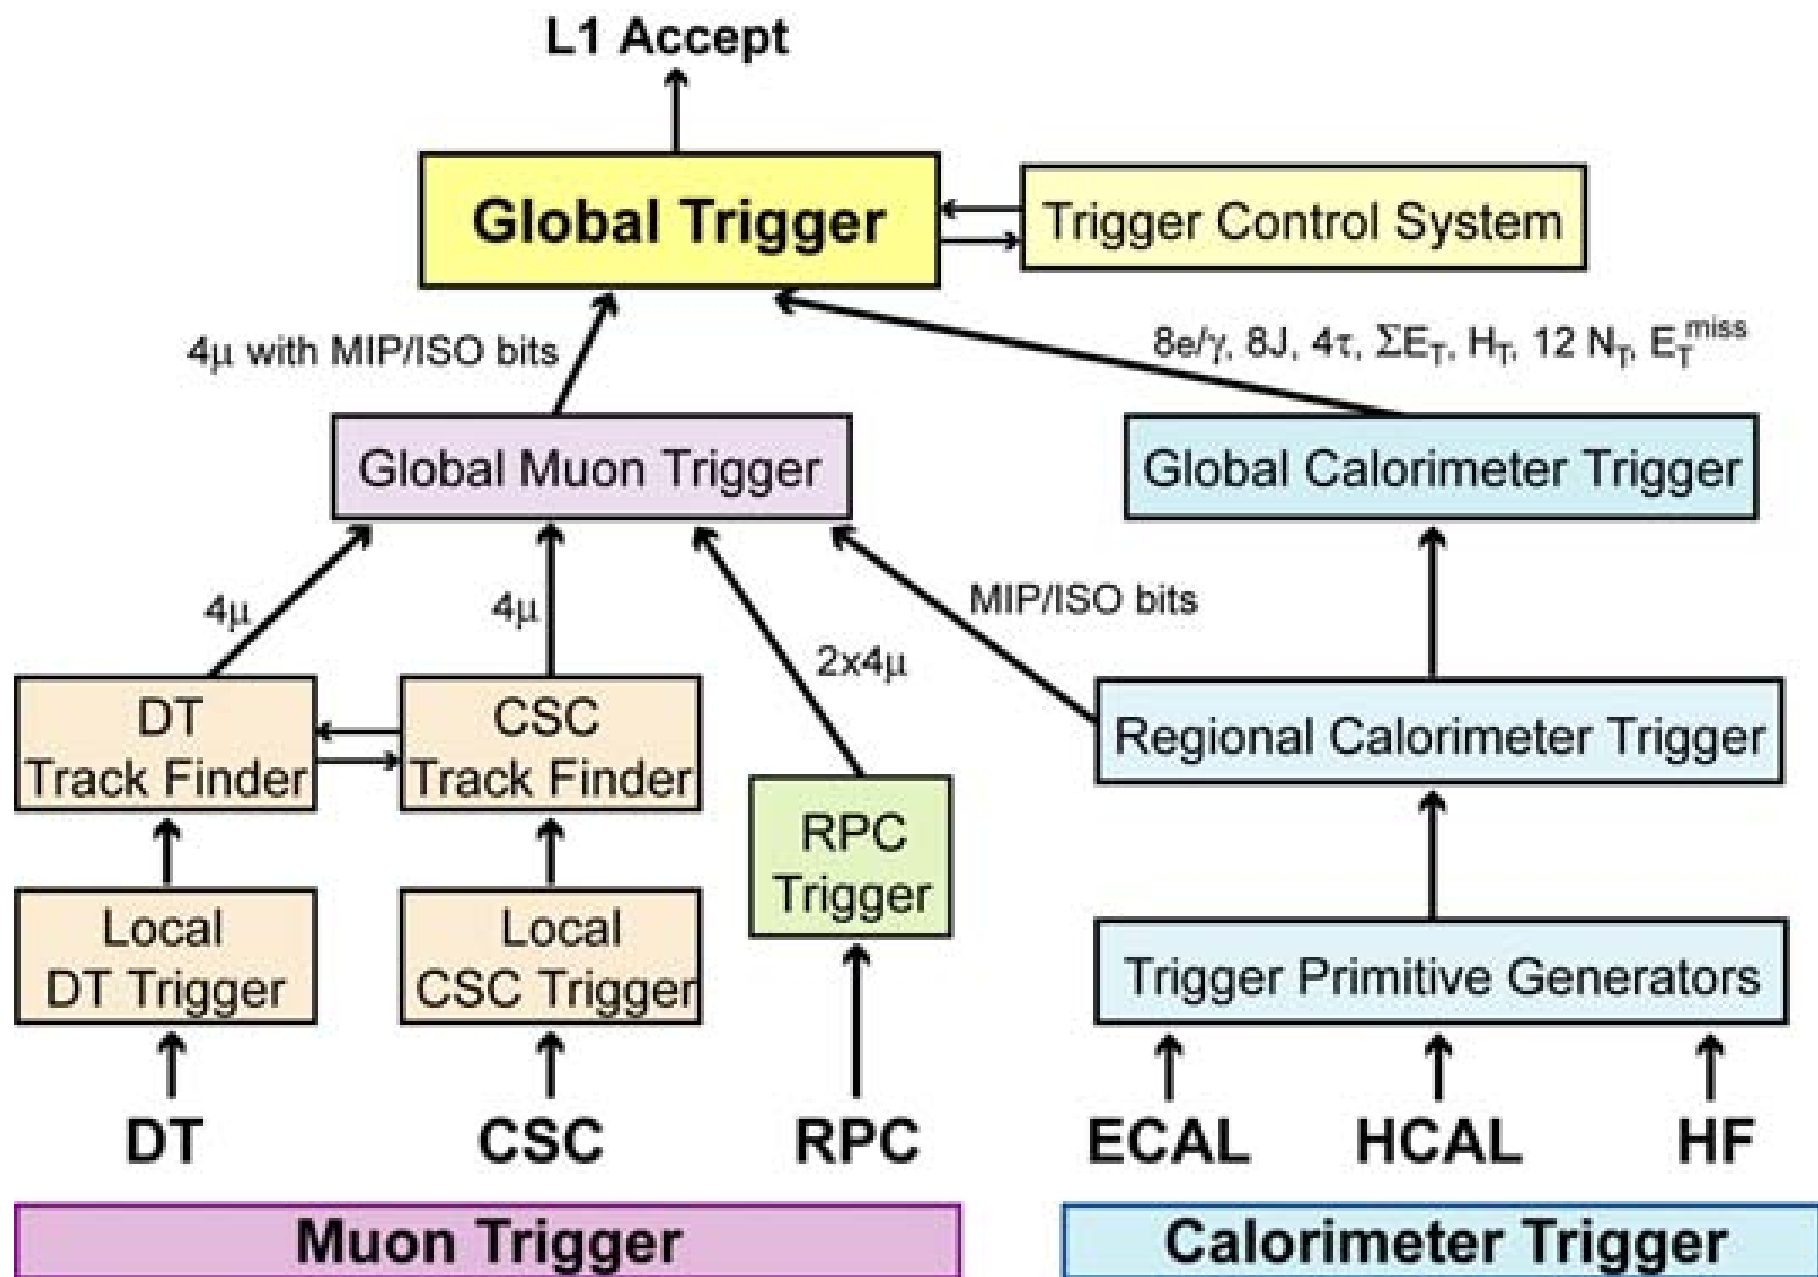 L1 Accept
Global Trigger
Trigger Control System
4μ with MIP/ISO bits
8e/γ, 8J, 4τ, ΣE_T, H_T, 12 N_T, E_T^miss
Global Muon Trigger
Global Calorimeter Trigger
4μ
4μ
2x4μ
MIP/ISO bits
DT
Track Finder
CSC
Track Finder
Regional Calorimeter Trigger
RPC
Trigger
Local
DT Trigger
Local
CSC Trigger
Trigger Primitive Generators
DT
CSC
RPC
ECAL
HCAL
HF
Muon Trigger
Calorimeter Trigger